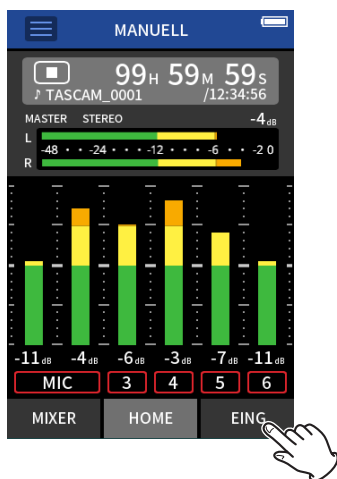 MANUELL
99H 59M 59S
♪ TASCAM_0001 /12:34:56
MASTER STEREO -4dB
L
-48 • • -24 • • • -12 • • • -6 • • -2 0
R
-11dB -4dB -6dB -3dB -7dB -11dB
MIC 3 4 5 6
MIXER HOME EING